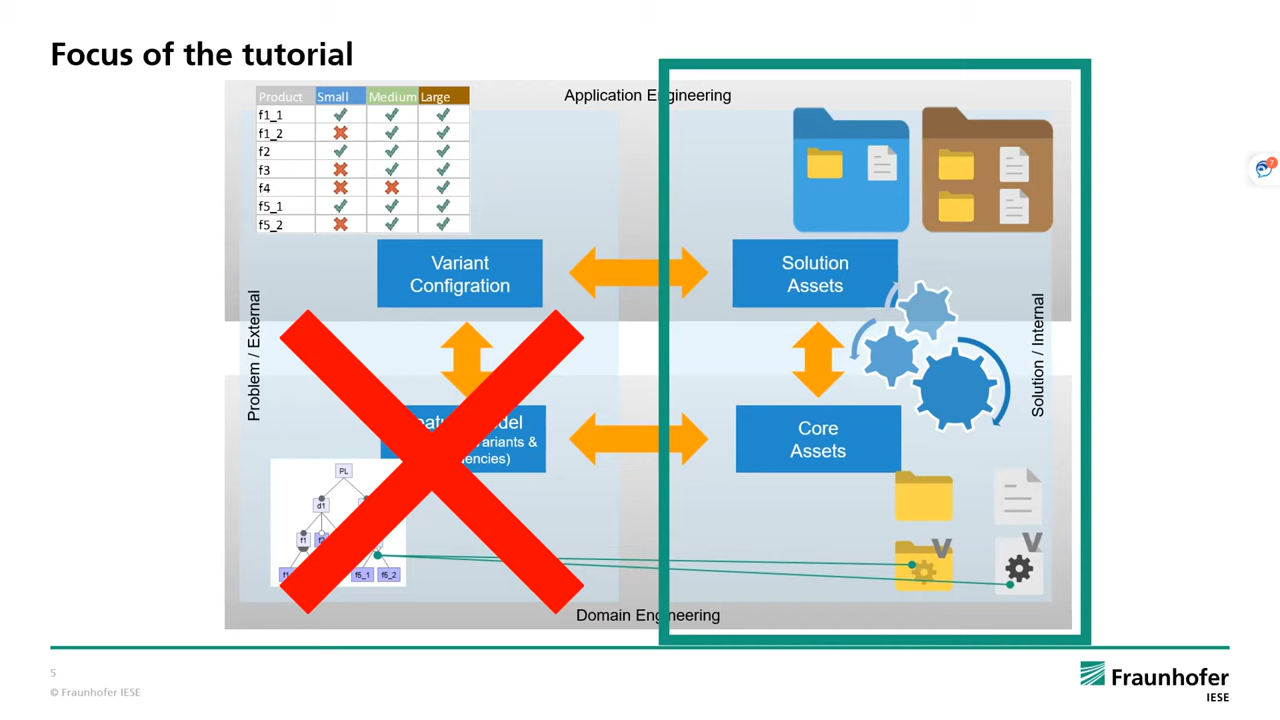 Focus of the tutorial
Application Engineering
Product Small Medium Large
f1_1
f1_2
f2
f3
f4
f5_1
f5_2
Variant
Configration
Solution
Assets
Problem / External
Solution / Internal
Core
Assets
PL
d1
f1
f5_1 f5_2
V
V
Domain Engineering
7
5
© Fraunhofer IESE
Fraunhofer
IESE